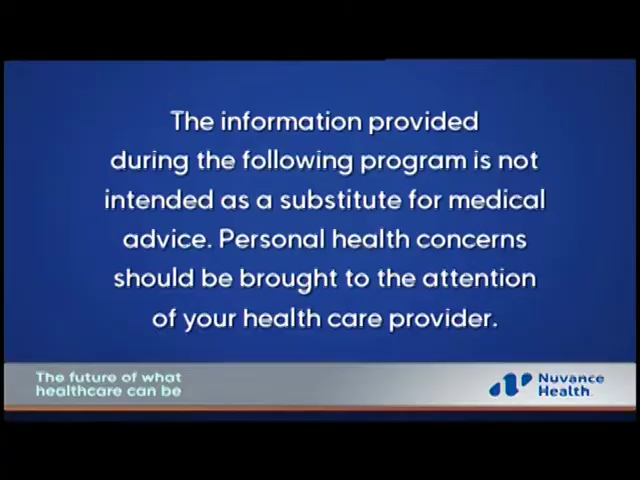 The information provided
during the following program is not
intended as a substitute for medical
advice. Personal health concerns
should be brought to the attention
of your health care provider.
The future of what
healthcare can be
Nuvance
Health